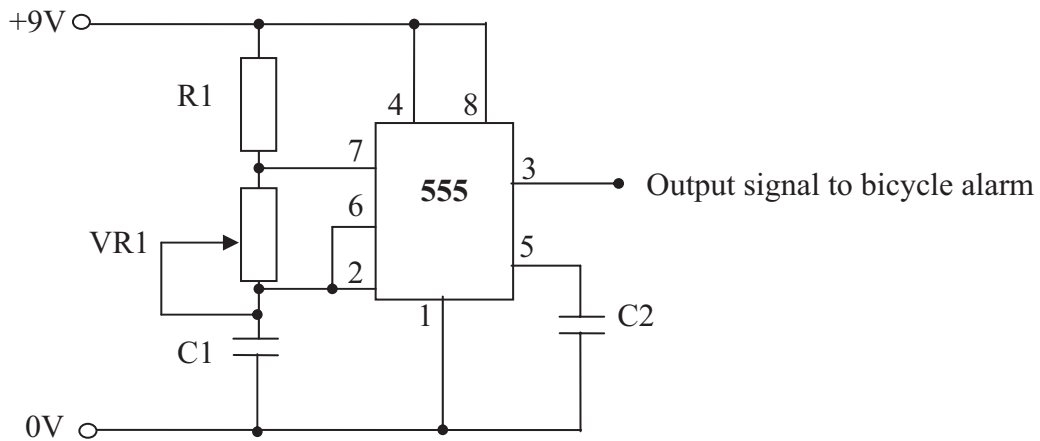 +9V
R1
4 8
7
555
3
Output signal to bicycle alarm
6
VR1
5
2
1
C2
C1
0V